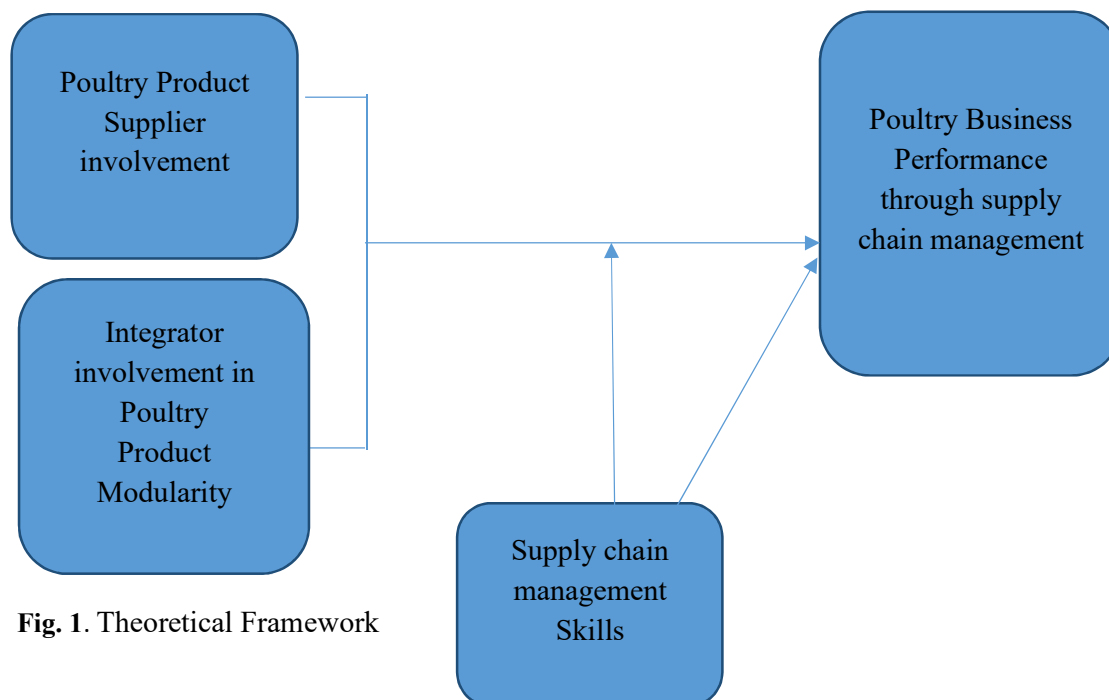 Poultry Product
Supplier
involvement
Poultry Business
Performance
through supply
chain management
Integrator
involvement in
Poultry
Product
Modularity
Supply chain
management
Skills
Fig. 1. Theoretical Framework